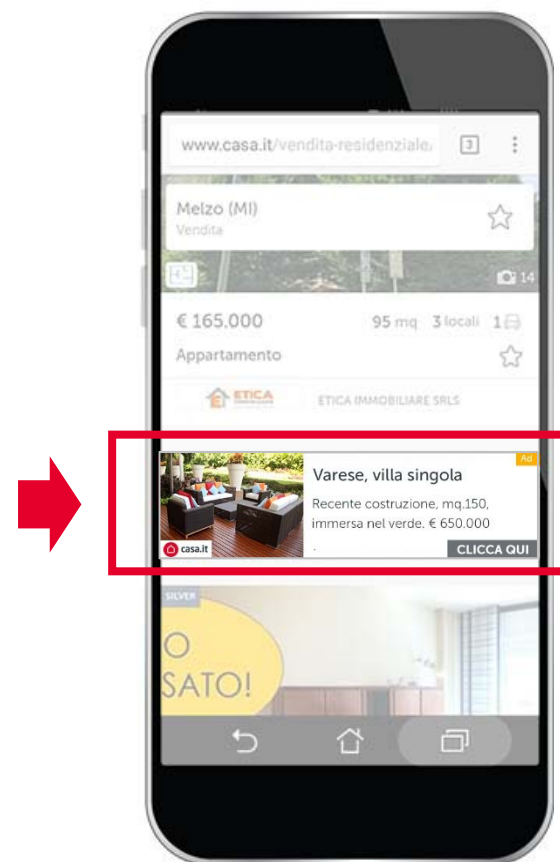 www.casa.it/vendita-residenziale/
3
Melzo (MI)
Vendita
14
€ 165.000 95 mq 3 locali 1
Appartamento
ETICA
ETICA IMMOBILIARE SRLS
Ad
Varese, villa singola
Recente costruzione, mq.150,
immersa nel verde. € 650.000
.
casa.it
CLICCA QUI
SILVER
O
SATO!